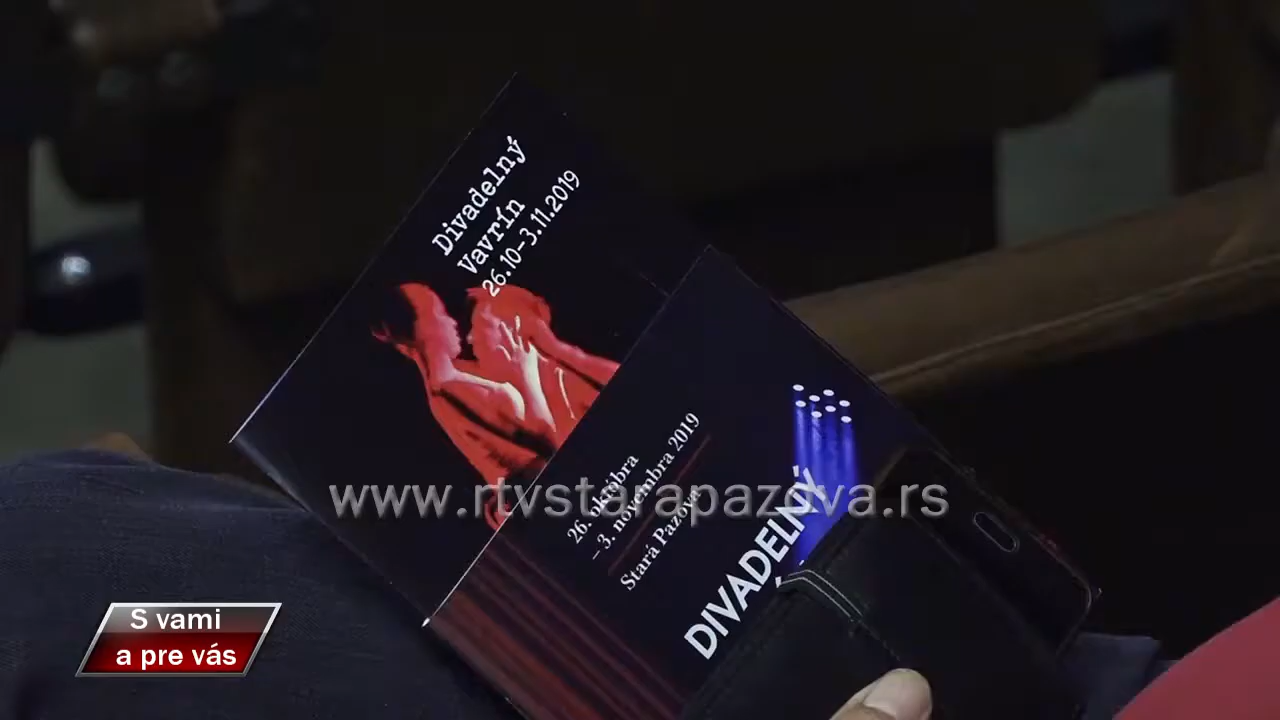 Divadelný
Vavrín
26.10-3.11.2019
26. októbra
– 3. novembra 2019
Stará Pazova
DIVADELNÝ
www.rtvstarapazova.rs
S vami
a pre vás